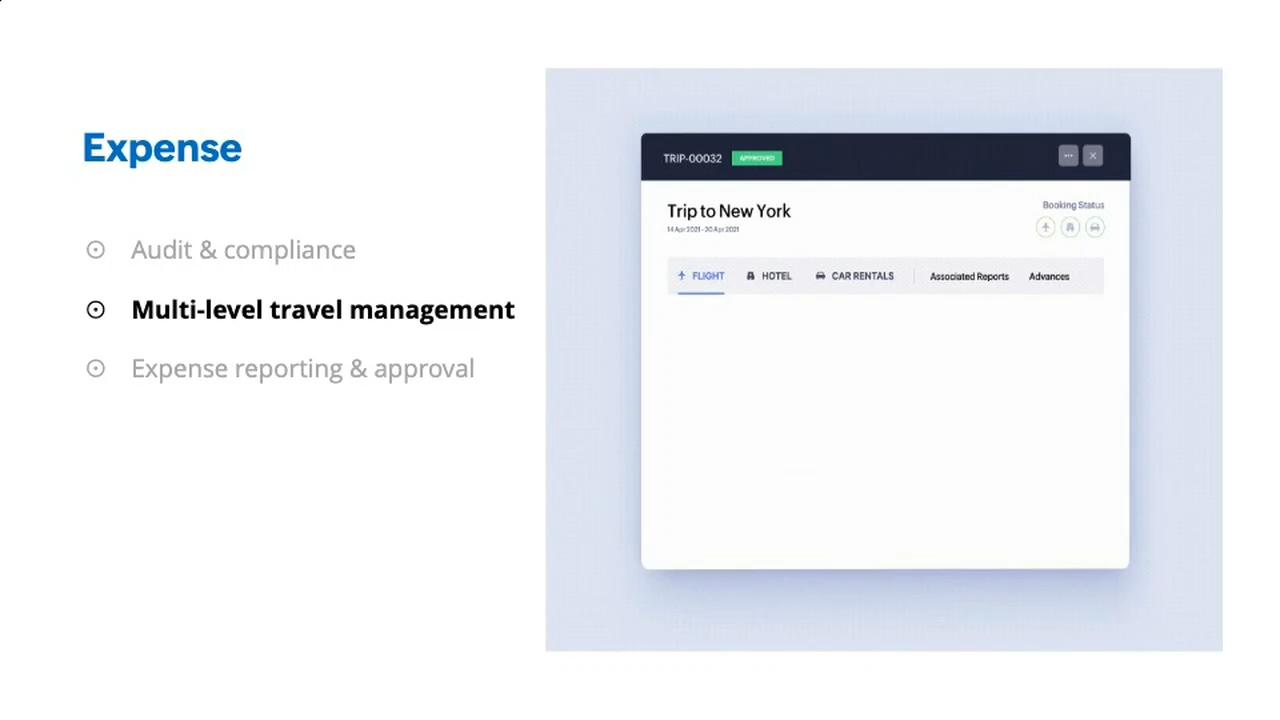 Expense
Audit & compliance
Multi-level travel management
Expense reporting & approval
TRIP-00032 APPROVED
Trip to New York
14 Apr 2021 - 20 Apr 2021
Booking Status
FLIGHT HOTEL CAR RENTALS Associated Reports Advances